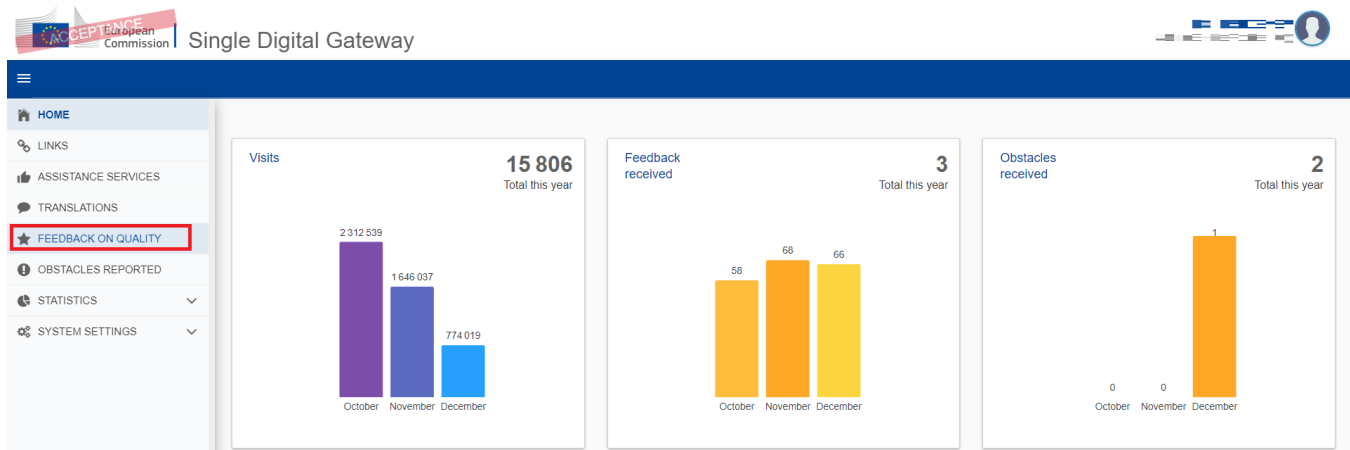 ACCEPTANCE
European
Commission
Single Digital Gateway
HOME
LINKS
ASSISTANCE SERVICES
TRANSLATIONS
FEEDBACK ON QUALITY
OBSTACLES REPORTED
STATISTICS
SYSTEM SETTINGS
Visits
15 806
Total this year
2 312 539
1 646 037
774 019
October November December
Feedback
received
3
Total this year
58
68
66
October November December
Obstacles
received
2
Total this year
1
0
0
October November December